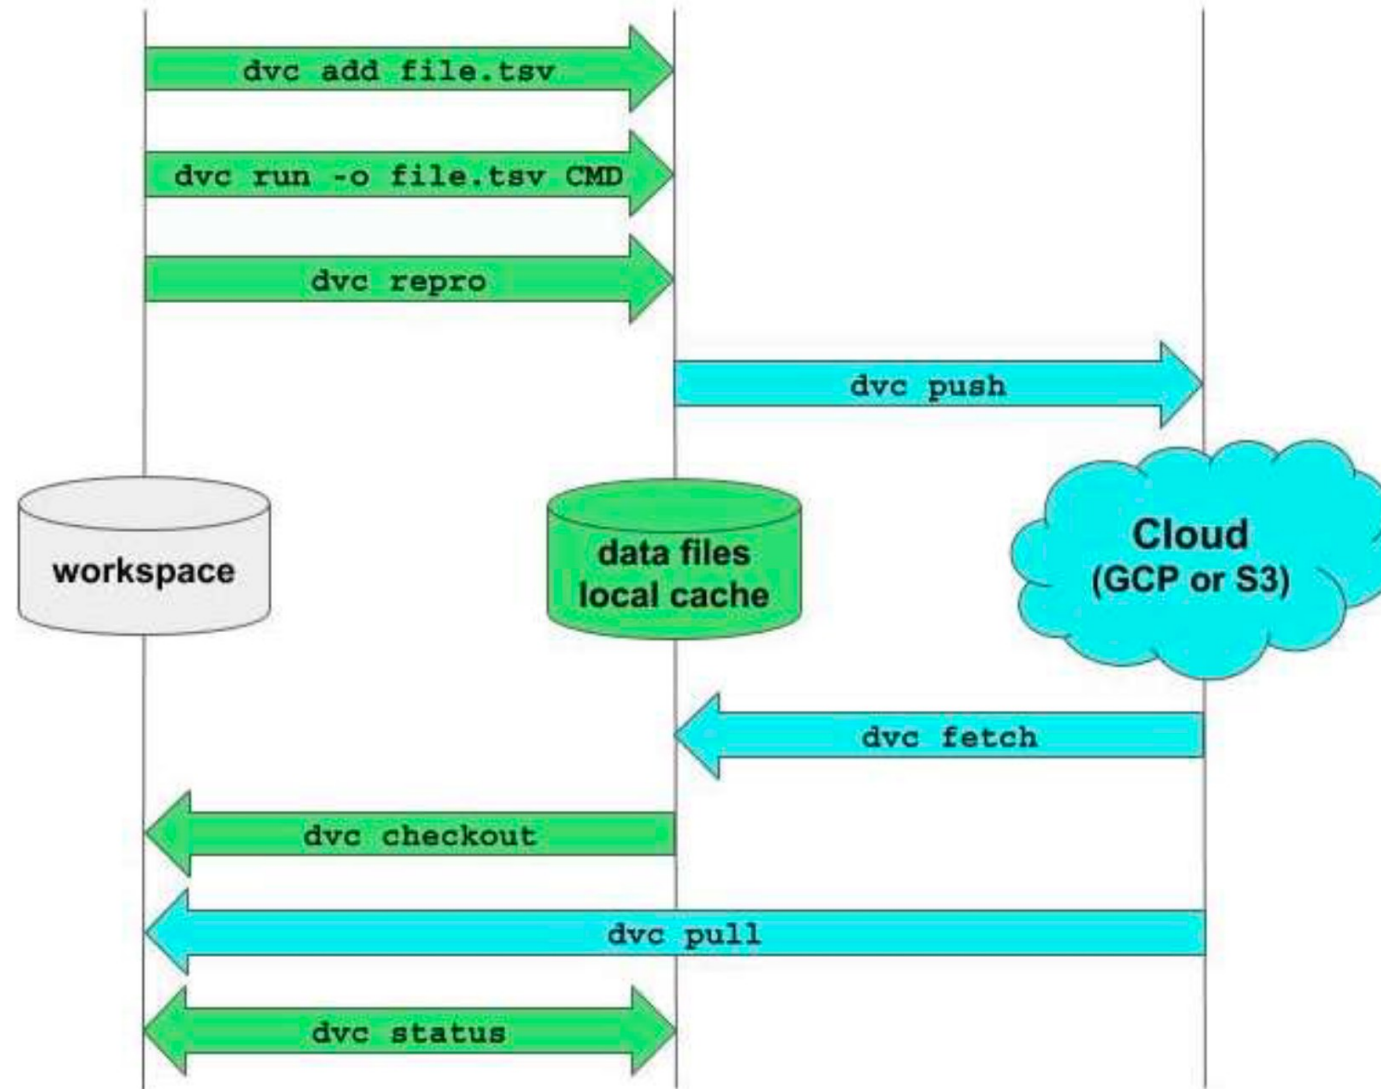 dvc add file.tsv
dvc run -o file.tsv CMD
dvc repro
dvc push
workspace
data files
local cache
Cloud
(GCP or S3)
dvc fetch
dvc checkout
dvc pull
dvc status